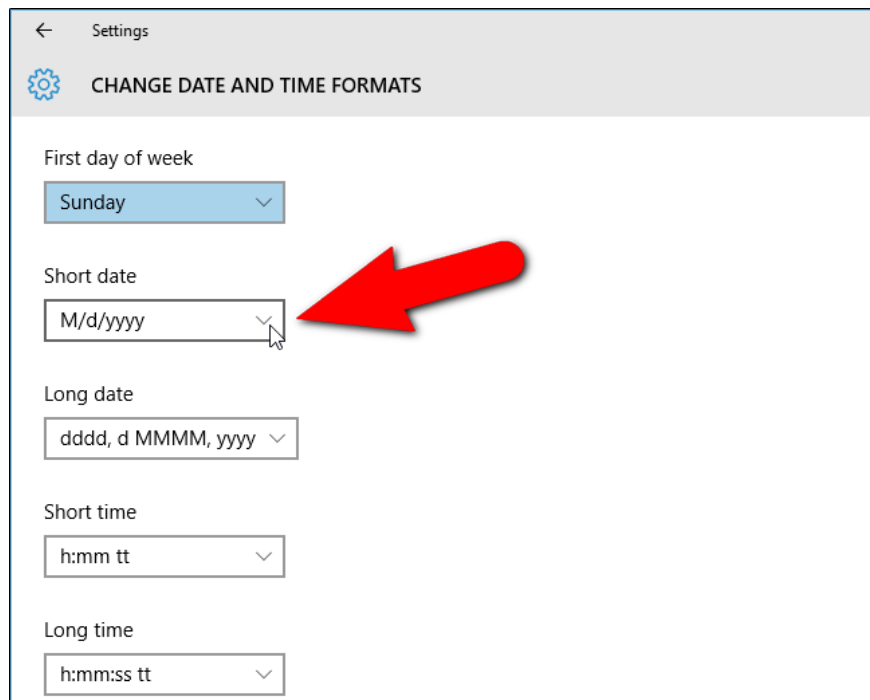 Settings
CHANGE DATE AND TIME FORMATS
First day of week
Sunday
Short date
M/d/yyyy
Long date
dddd, d MMMM, yyyy
Short time
h:mm tt
Long time
h:mm:ss tt